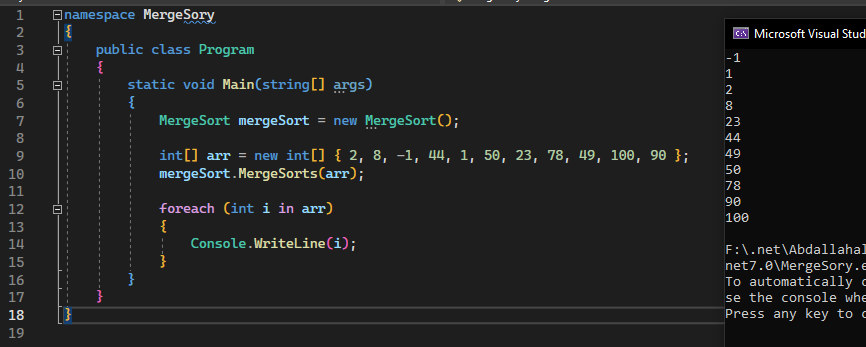 1 namespace MergeSory
2 {
3 public class Program
4 {
5 static void Main(string[] args)
6 {
7 MergeSort mergeSort = new MergeSort();
8
9 int[] arr = new int[] { 2, 8, -1, 44, 1, 50, 23, 78, 49, 100, 90 };
10 mergeSort.MergeSorts(arr);
11
12 foreach (int i in arr)
13 {
14 Console.WriteLine(i);
15 }
16 }
17 }
18 }
19
Microsoft Visual Stud
-1
1
2
8
23
44
49
50
78
90
100
F:\.net\Abdallahal
net7.0\MergeSory.e
To automatically c
se the console whe
Press any key to c